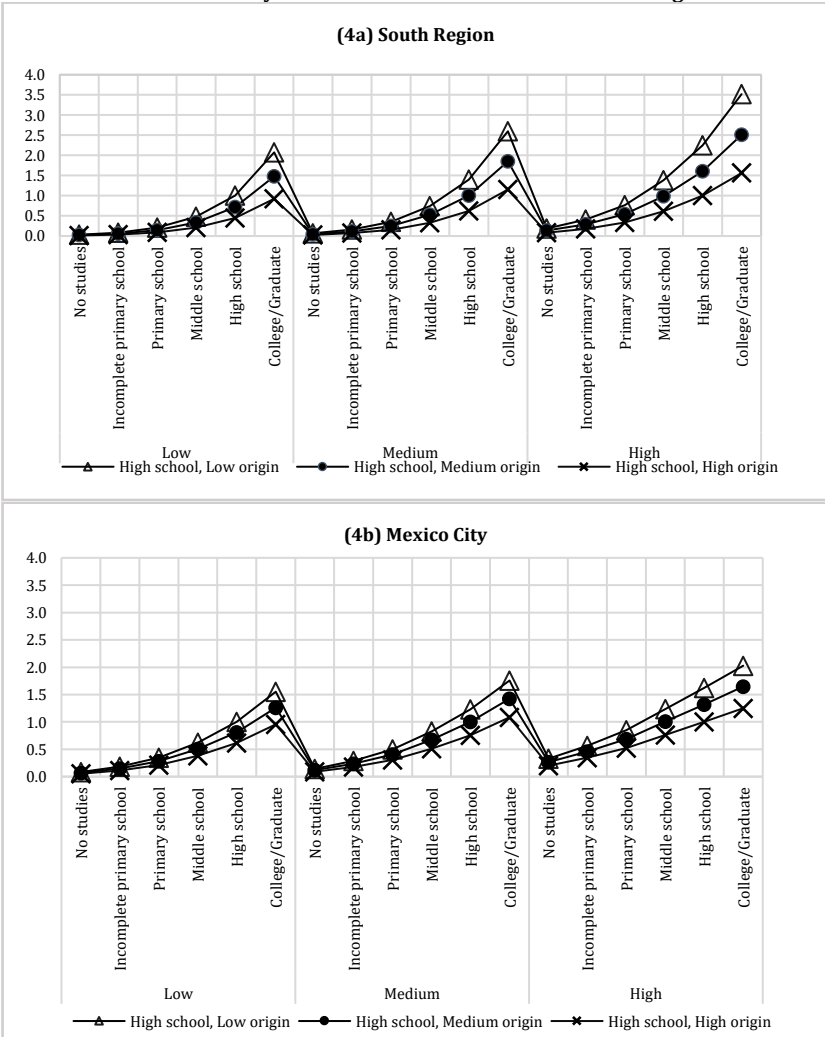 (4a) South Region
4.0
3.5
3.0
2.5
2.0
1.5
1.0
0.5
0.0
No studies
Incomplete primary school
Primary school
Middle school
High school
College/Graduate
No studies
Incomplete primary school
Primary school
Middle school
High school
College/Graduate
No studies
Incomplete primary school
Primary school
Middle school
High school
College/Graduate
Low Medium High
High school, Low origin High school, Medium origin High school, High origin
(4b) Mexico City
4.0
3.5
3.0
2.5
2.0
1.5
1.0
0.5
0.0
No studies
Incomplete primary school
Primary school
Middle school
High school
College/Graduate
No studies
Incomplete primary school
Primary school
Middle school
High school
College/Graduate
No studies
Incomplete primary school
Primary school
Middle school
High school
College/Graduate
Low Medium High
High school, Low origin High school, Medium origin High school, High origin